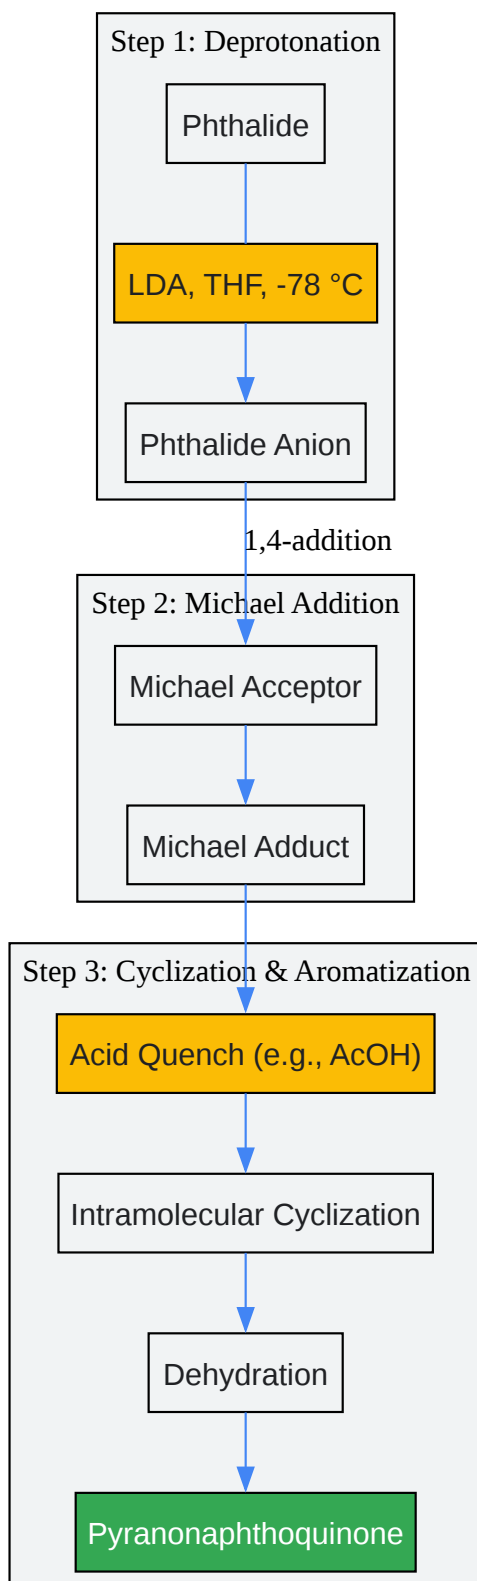 Step 1: Deprotonation
Phthalide
LDA, THF, -78 °C
Phthalide Anion
1,4-addition
Step 2: Michael Addition
Michael Acceptor
Michael Adduct
Step 3: Cyclization & Aromatization
Acid Quench (e.g., AcOH)
Intramolecular Cyclization
Dehydration
Pyranonaphthoquinone